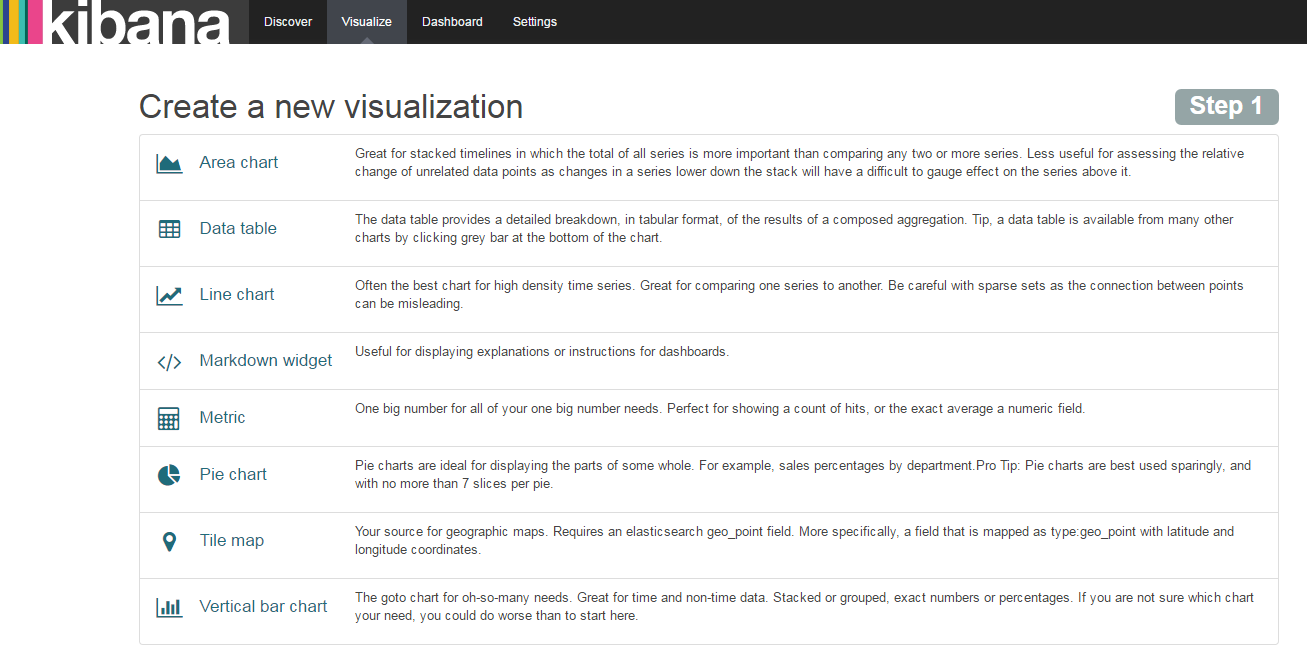 kibana Discover Visualize Dashboard Settings
Create a new visualization Step 1
Area chart Great for stacked timelines in which the total of all series is more important than comparing any two or more series. Less useful for assessing the relative
change of unrelated data points as changes in a series lower down the stack will have a difficult to gauge effect on the series above it.
Data table The data table provides a detailed breakdown, in tabular format, of the results of a composed aggregation. Tip, a data table is available from many other
charts by clicking grey bar at the bottom of the chart.
Line chart Often the best chart for high density time series. Great for comparing one series to another. Be careful with sparse sets as the connection between points
can be misleading.
Markdown widget Useful for displaying explanations or instructions for dashboards.
Metric One big number for all of your one big number needs. Perfect for showing a count of hits, or the exact average a numeric field.
Pie chart Pie charts are ideal for displaying the parts of some whole. For example, sales percentages by department.Pro Tip: Pie charts are best used sparingly, and
with no more than 7 slices per pie.
Tile map Your source for geographic maps. Requires an elasticsearch geo_point field. More specifically, a field that is mapped as type:geo_point with latitude and
longitude coordinates.
Vertical bar chart The goto chart for oh-so-many needs. Great for time and non-time data. Stacked or grouped, exact numbers or percentages. If you are not sure which chart
your need, you could do worse than to start here.